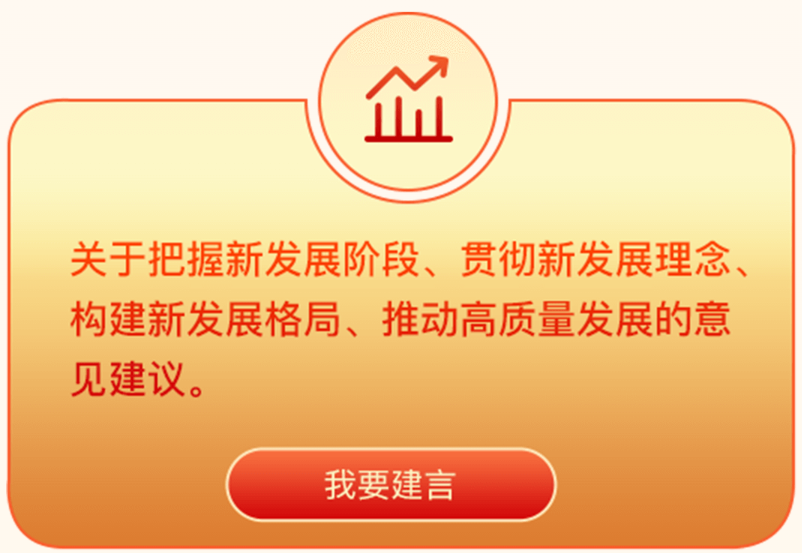 关于把握新发展阶段、贯彻新发展理念、
构建新发展格局、推动高质量发展的意
见建议。
我要建言